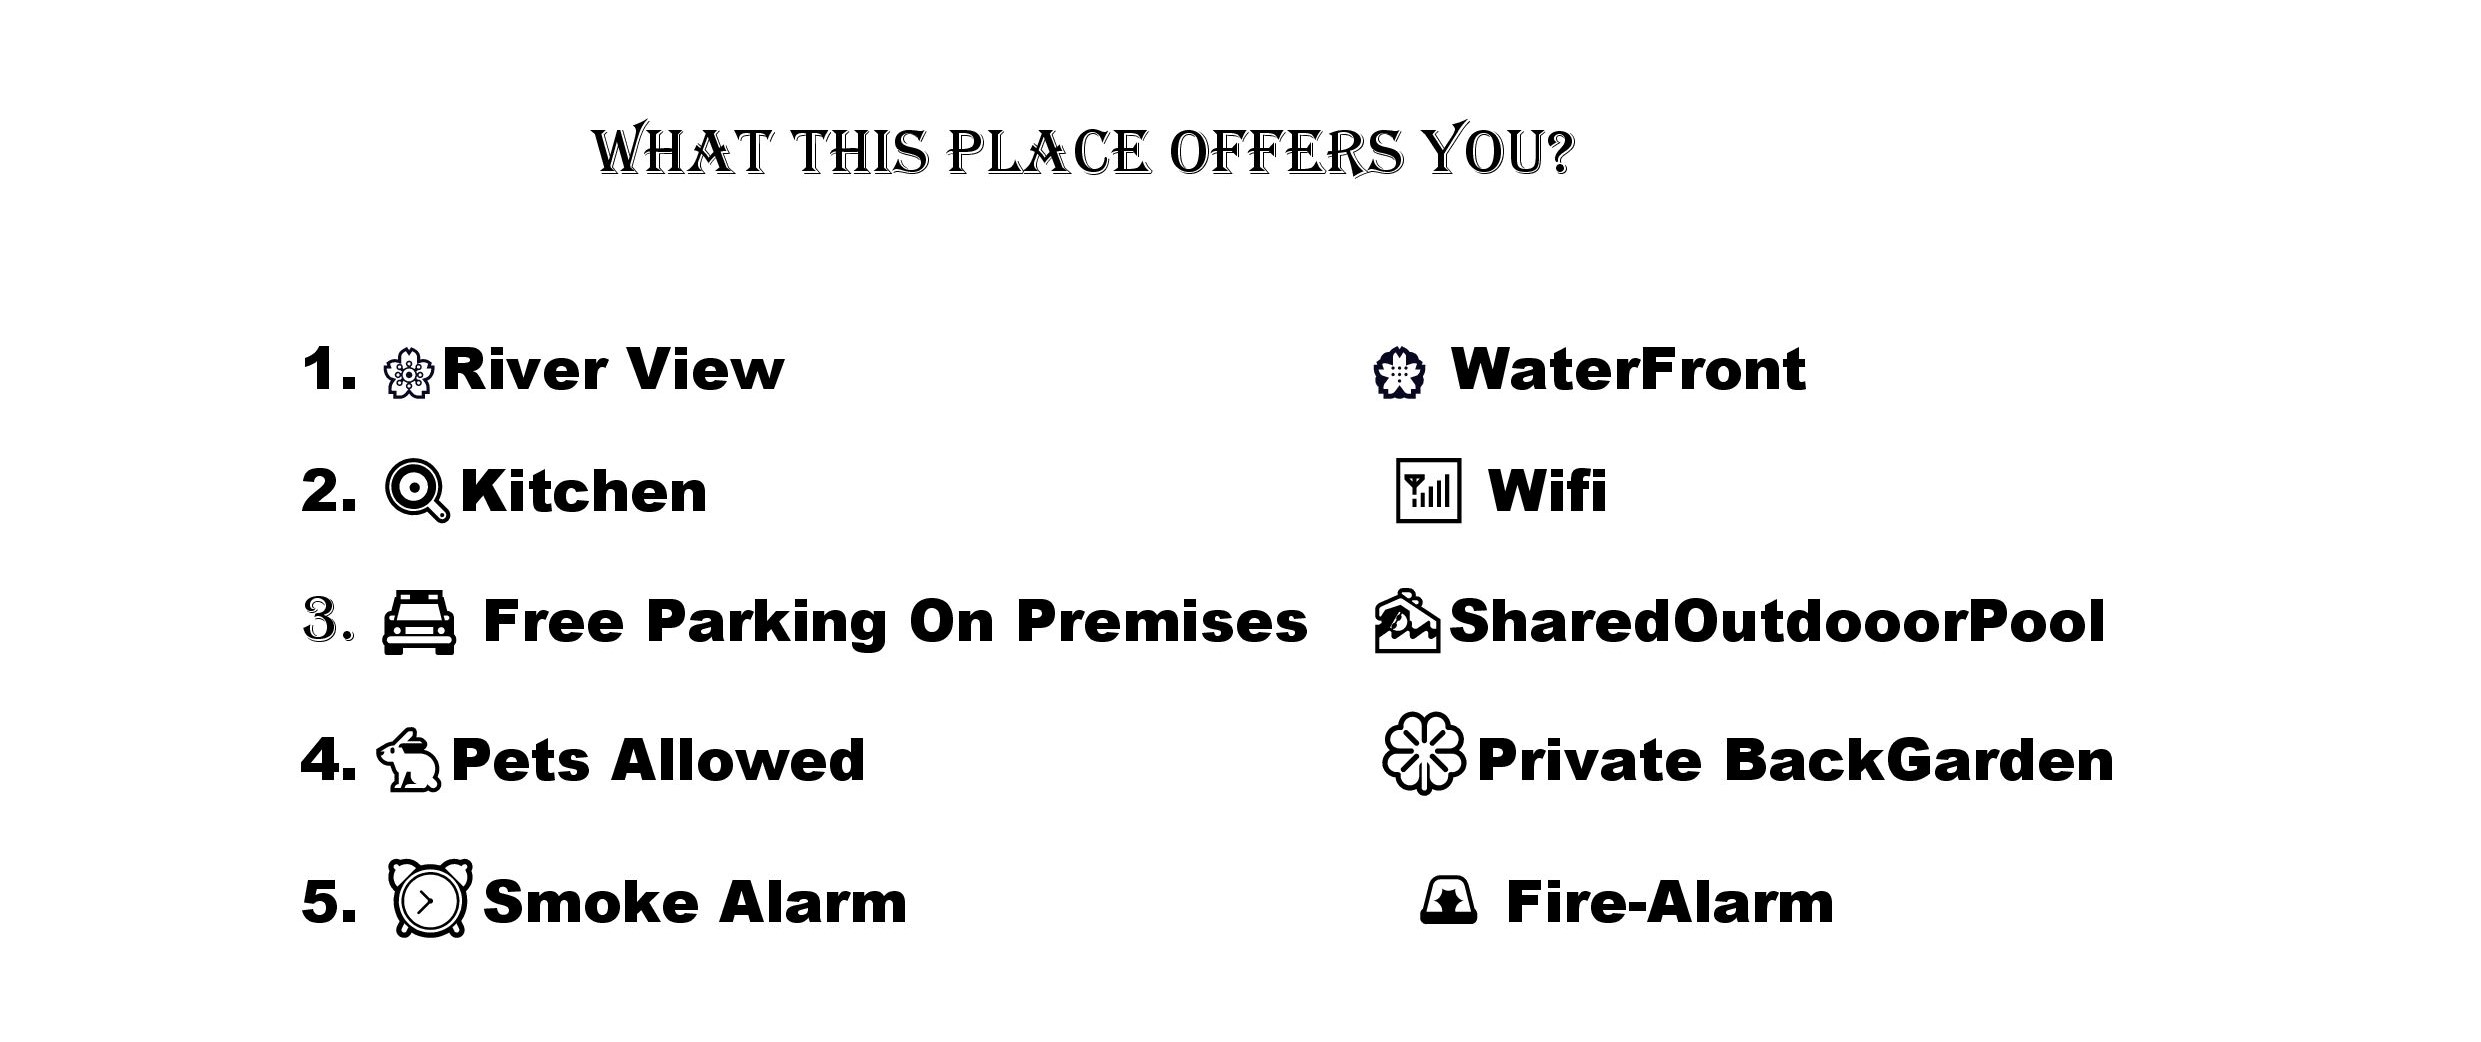 WHAT THIS PLACE OFFERS YOU?
1. River View WaterFront
2. Kitchen Wifi
3. Free Parking On Premises SharedOutdooorPool
4. Pets Allowed Private BackGarden
5. Smoke Alarm Fire-Alarm